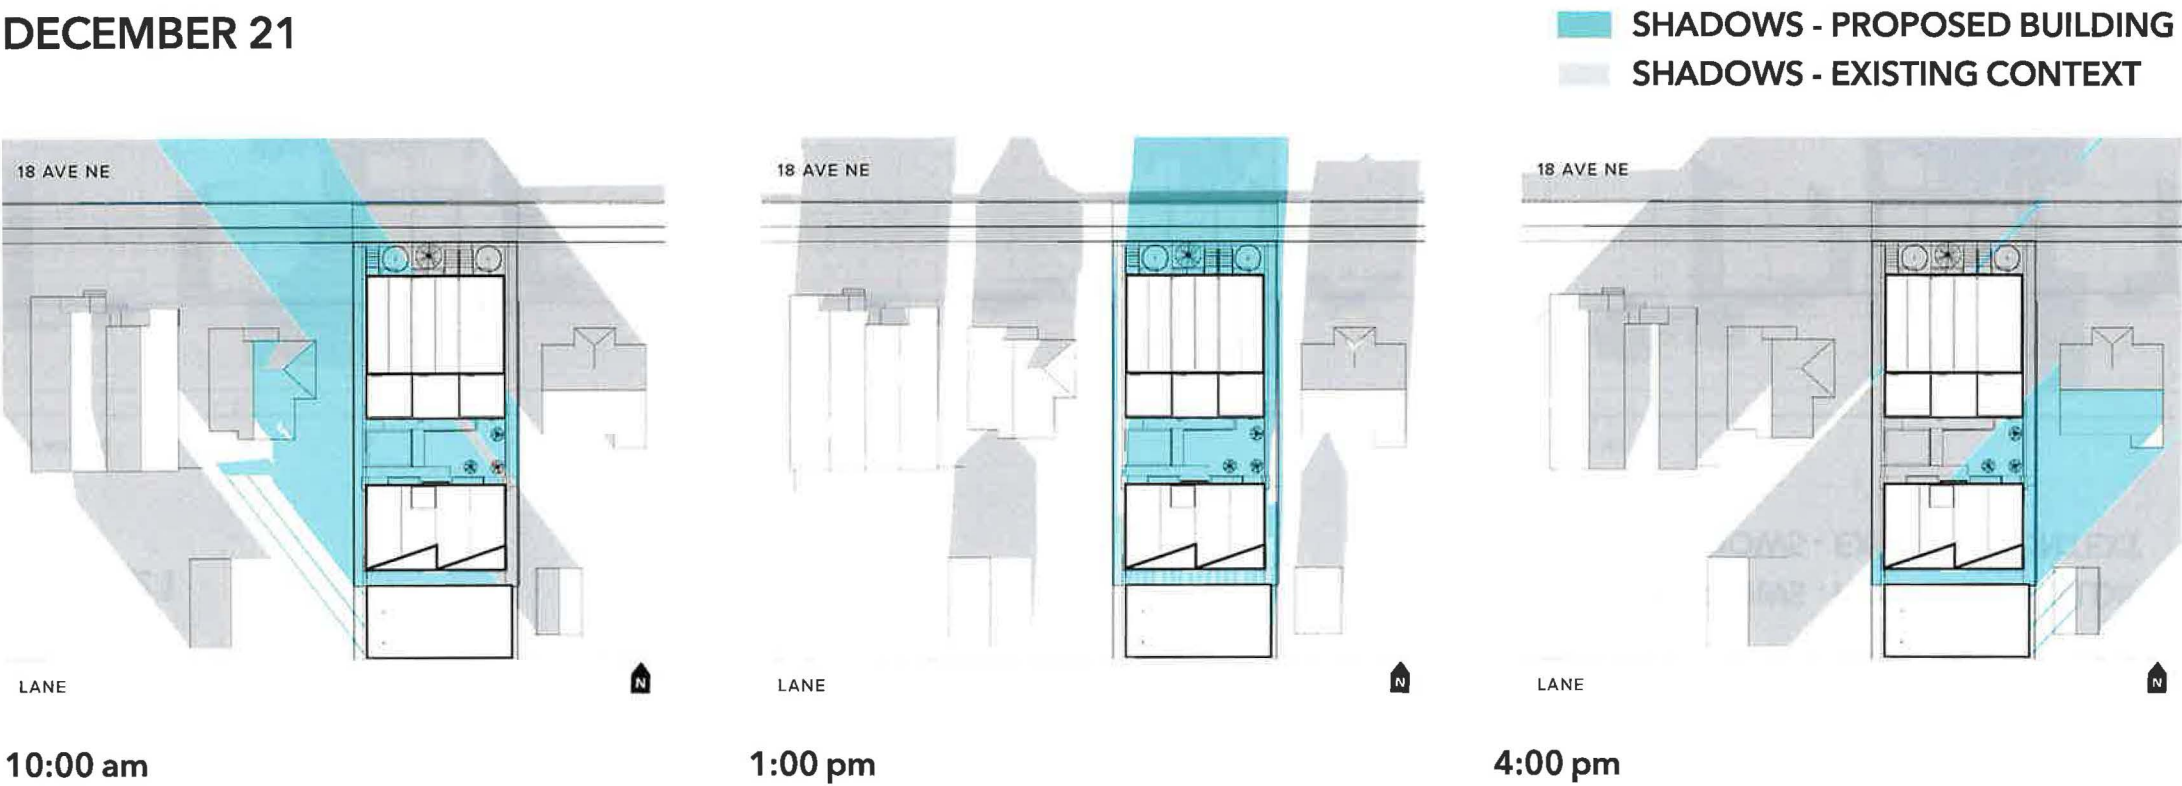 DECEMBER 21
SHADOWS - PROPOSED BUILDING
SHADOWS - EXISTING CONTEXT
18 AVE NE
18 AVE NE
18 AVE NE
LANE
N
LANE
N
LANE
N
10:00 am
1:00 pm
4:00 pm